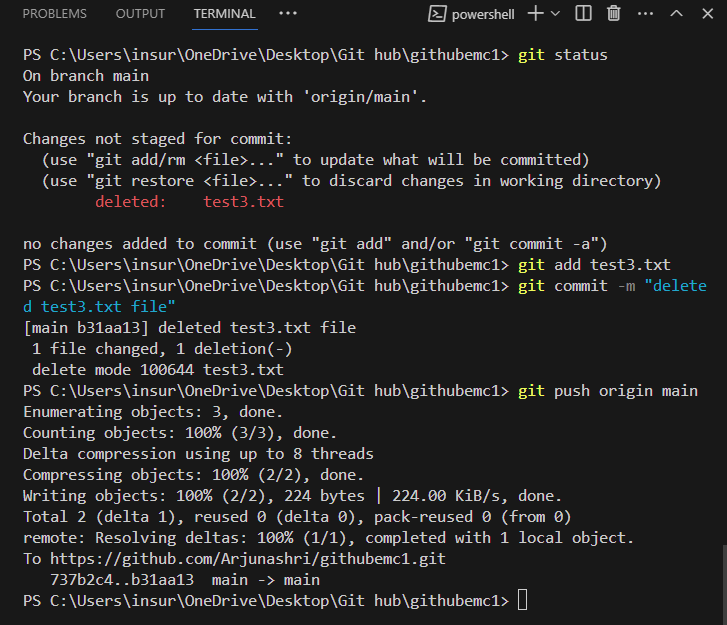 PROBLEMS OUTPUT TERMINAL ··· powershell
PS C:\Users\insur\OneDrive\Desktop\Git hub\githubemc1> git status
On branch main
Your branch is up to date with 'origin/main'.
Changes not staged for commit:
  (use "git add/rm <file>..." to update what will be committed)
  (use "git restore <file>..." to discard changes in working directory)
        deleted:    test3.txt
no changes added to commit (use "git add" and/or "git commit -a")
PS C:\Users\insur\OneDrive\Desktop\Git hub\githubemc1> git add test3.txt
PS C:\Users\insur\OneDrive\Desktop\Git hub\githubemc1> git commit -m "delete
d test3.txt file"
[main b31aa13] deleted test3.txt file
 1 file changed, 1 deletion(-)
 delete mode 100644 test3.txt
PS C:\Users\insur\OneDrive\Desktop\Git hub\githubemc1> git push origin main
Enumerating objects: 3, done.
Counting objects: 100% (3/3), done.
Delta compression using up to 8 threads
Compressing objects: 100% (2/2), done.
Writing objects: 100% (2/2), 224 bytes | 224.00 KiB/s, done.
Total 2 (delta 1), reused 0 (delta 0), pack-reused 0 (from 0)
remote: Resolving deltas: 100% (1/1), completed with 1 local object.
To https://github.com/Arjunashri/githubemc1.git
   737b2c4..b31aa13  main -> main
PS C:\Users\insur\OneDrive\Desktop\Git hub\githubemc1>